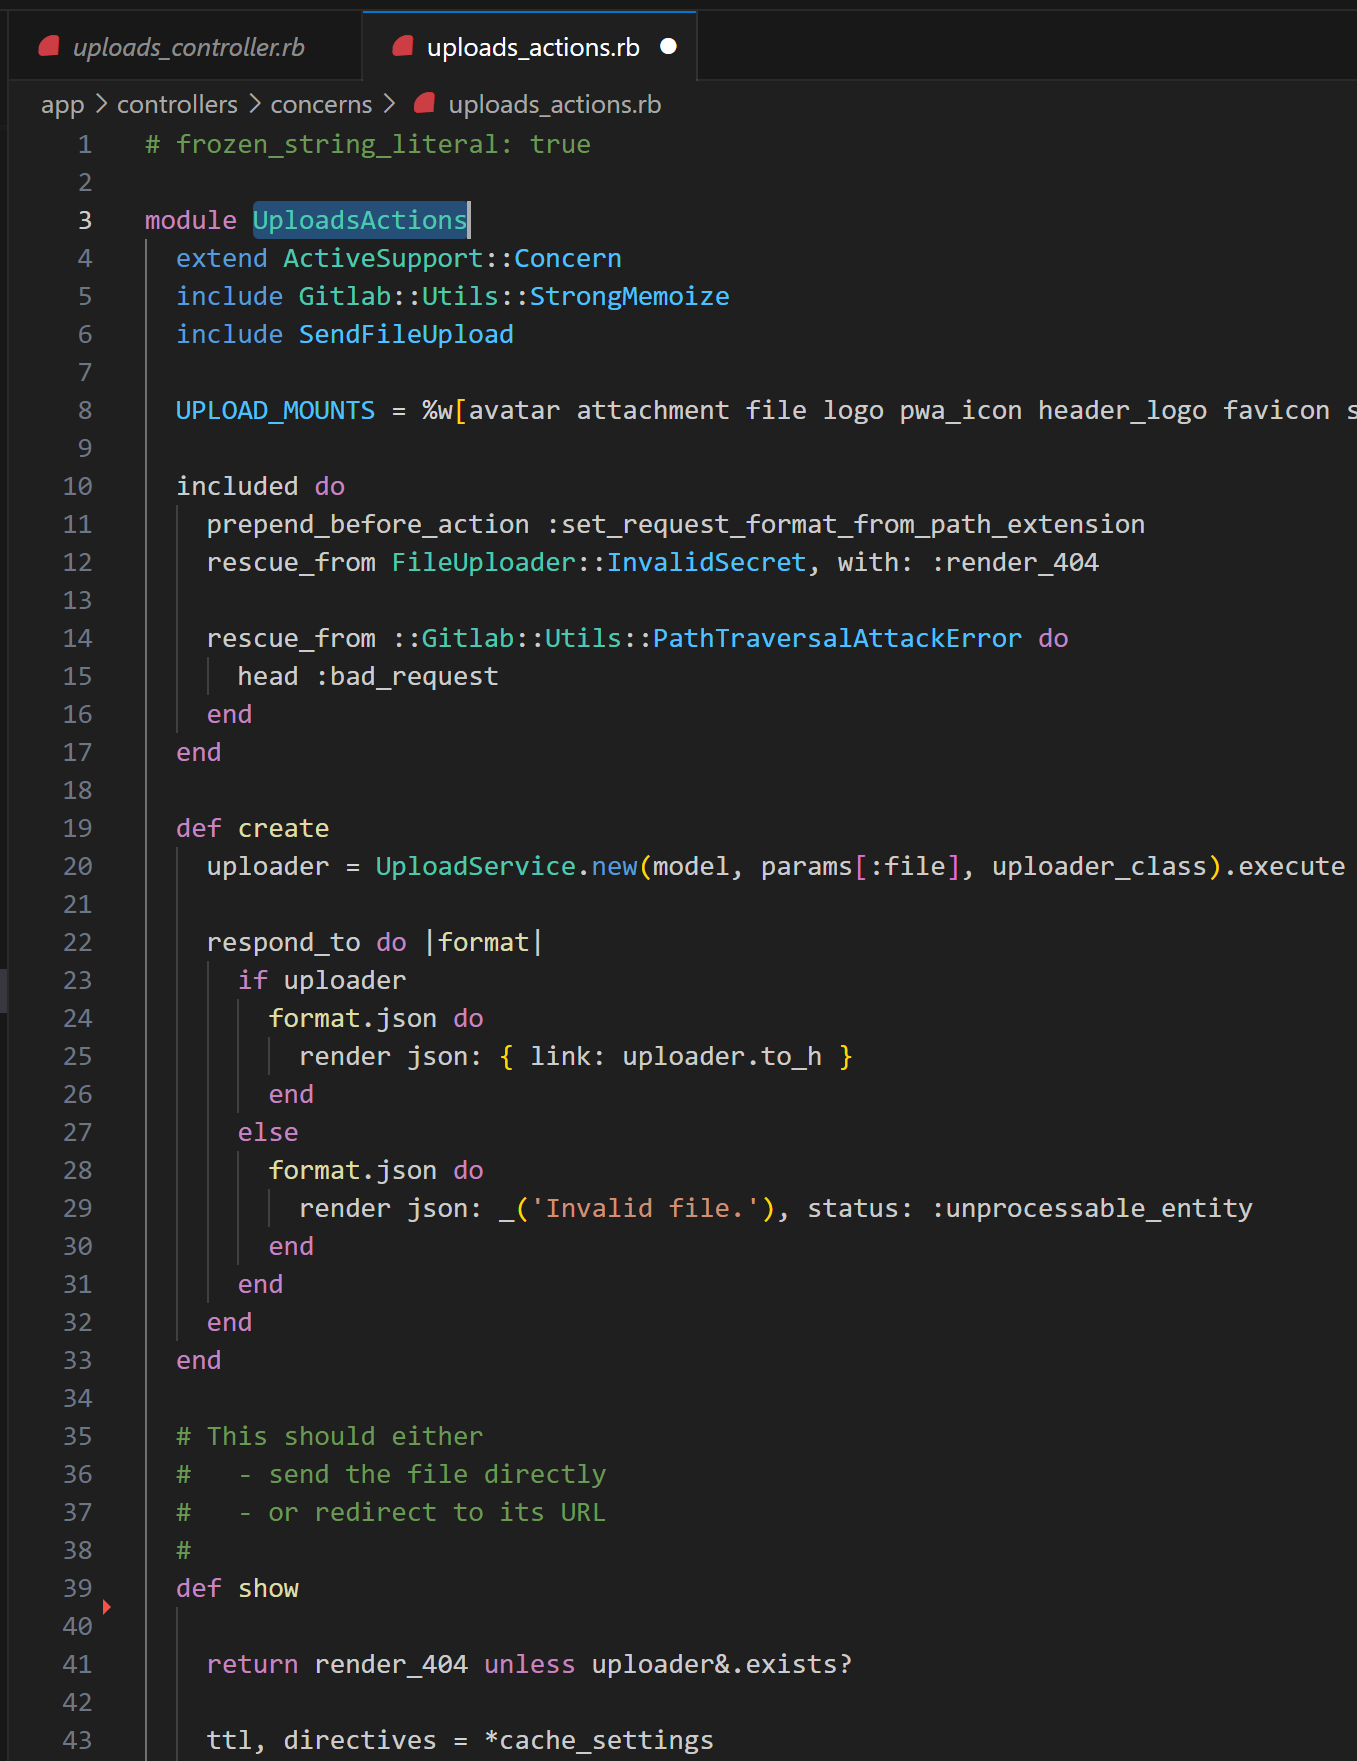 uploads_controller.rb uploads_actions.rb
app > controllers > concerns > uploads_actions.rb
1 # frozen_string_literal: true
2
3 module UploadsActions
4 extend ActiveSupport::Concern
5 include Gitlab::Utils::StrongMemoize
6 include SendFileUpload
7
8 UPLOAD_MOUNTS = %w[avatar attachment file logo pwa_icon header_logo favicon s
9
10 included do
11 prepend_before_action :set_request_format_from_path_extension
12 rescue_from FileUploader::InvalidSecret, with: :render_404
13
14 rescue_from ::Gitlab::Utils::PathTraversalAttackError do
15 head :bad_request
16 end
17 end
18
19 def create
20 uploader = UploadService.new(model, params[:file], uploader_class).execute
21
22 respond_to do |format|
23 if uploader
24 format.json do
25 render json: { link: uploader.to_h }
26 end
27 else
28 format.json do
29 render json: _('Invalid file.'), status: :unprocessable_entity
30 end
31 end
32 end
33 end
34
35 # This should either
36 #   - send the file directly
37 #   - or redirect to its URL
38 #
39 def show
40
41 return render_404 unless uploader&.exists?
42
43 ttl, directives = *cache_settings